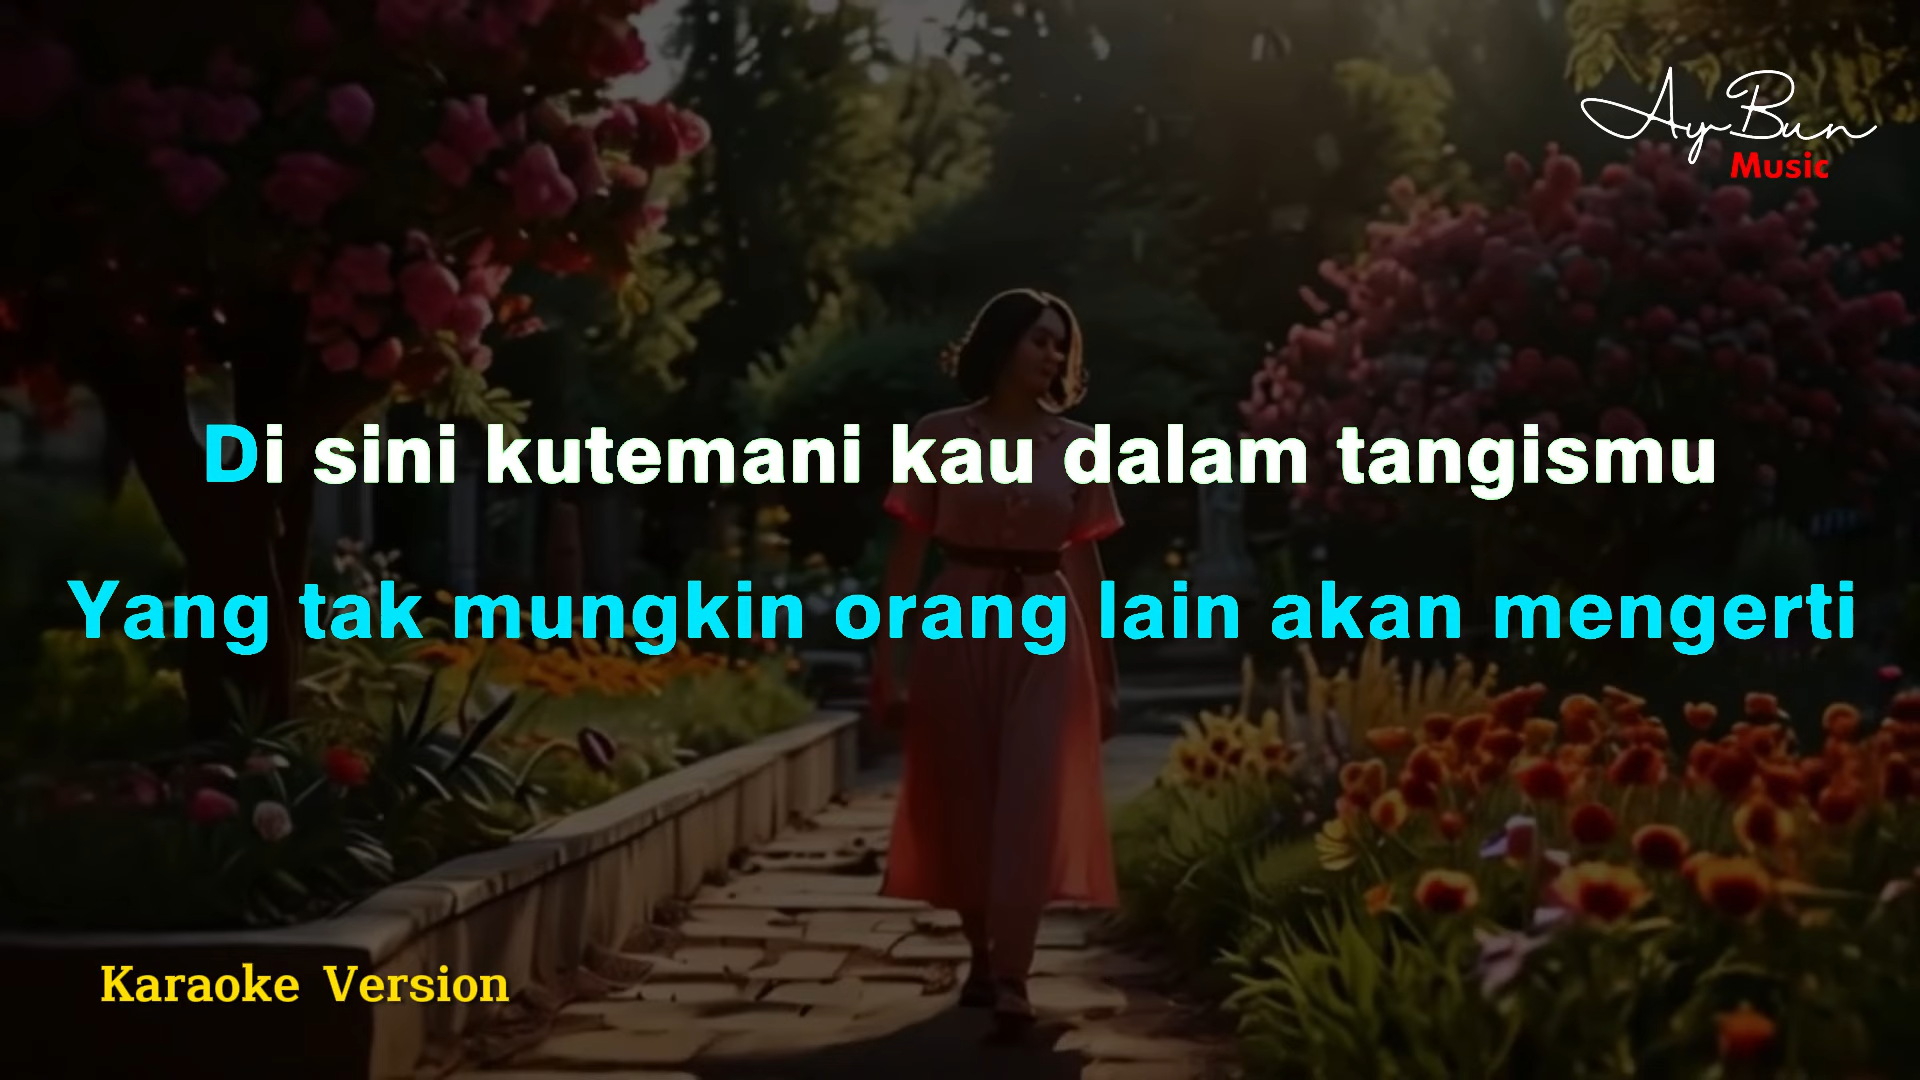 AyBun
Music
Di sini kutemani kau dalam tangismu
Yang tak mungkin orang lain akan mengerti
Karaoke Version